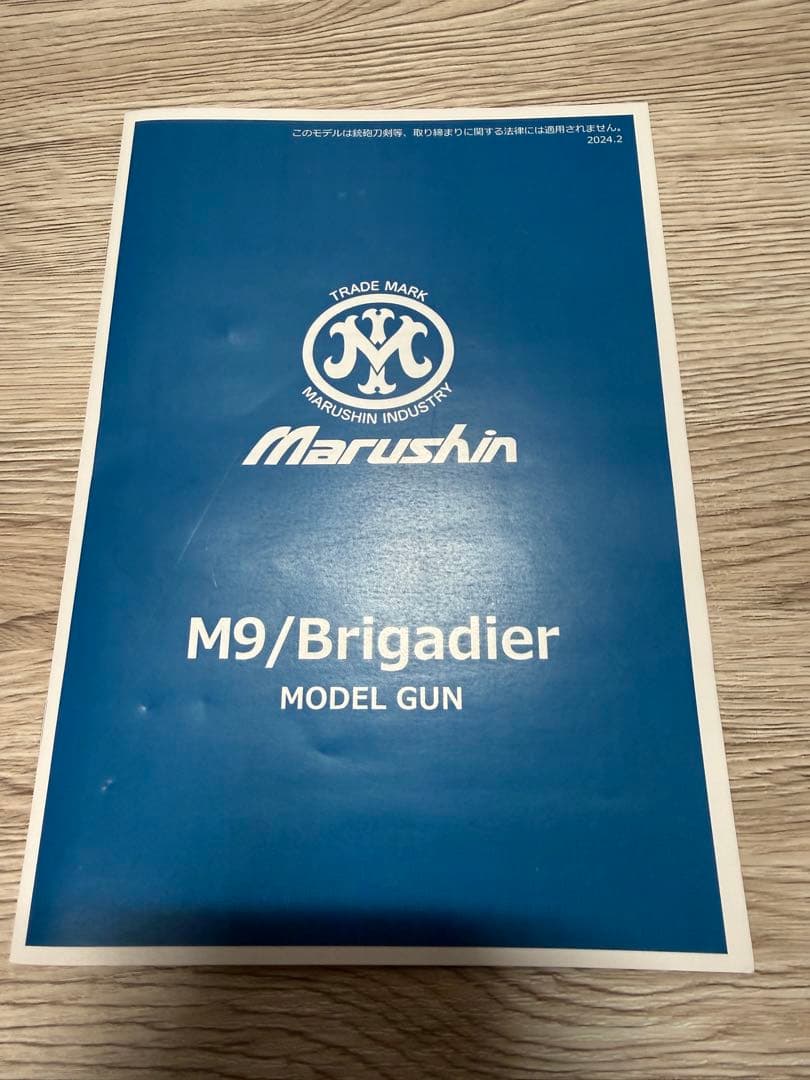 このモデルは銃砲刀剣等、取り締まりに関する法律には適用されません。
2024.2
TRADE MARK
M
MARUSHIN INDUSTRY
Marushin
M9/Brigadier
MODEL GUN